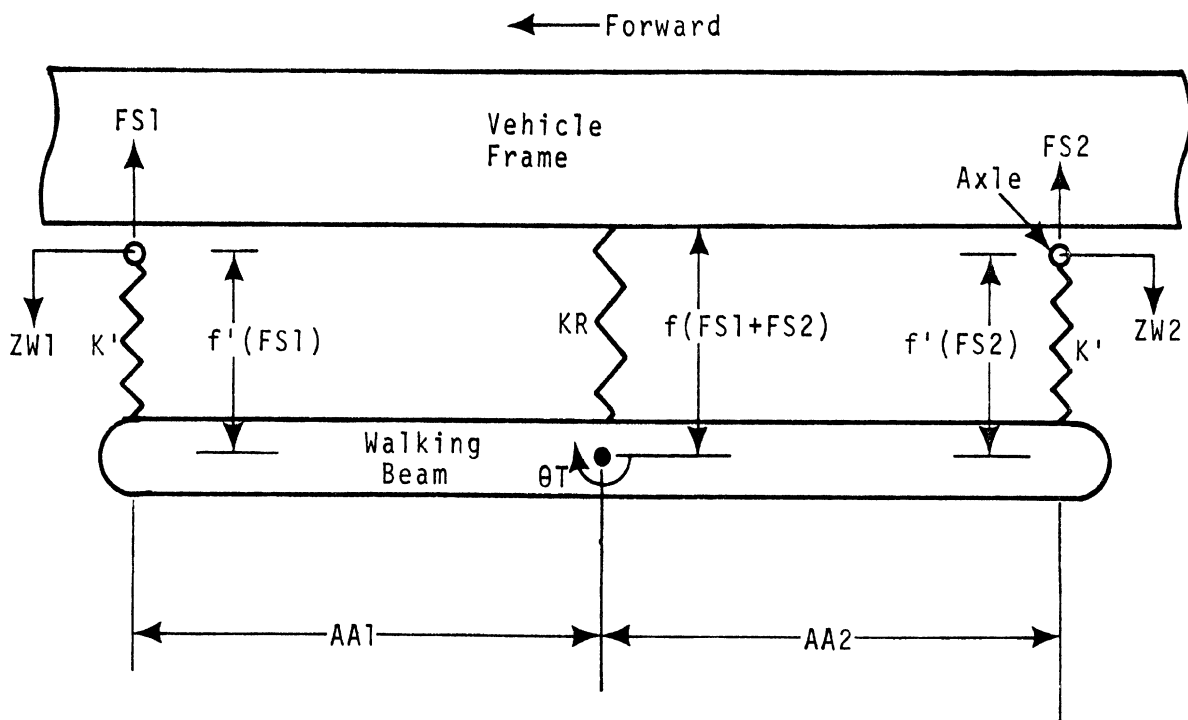 Forward
FS1
Vehicle
Frame
FS2
Axle
ZW1
K'
f'(FS1)
KR
f(FS1+FS2)
f'(FS2)
K'
ZW2
Walking
Beam
θT
AA1
AA2